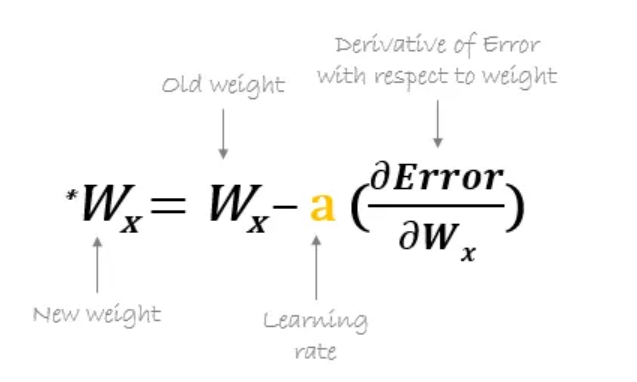 Derivative of Error
with respect to weight
Old weight
*Wx = Wx - a (∂Error/∂Wx)
New weight
Learning
rate